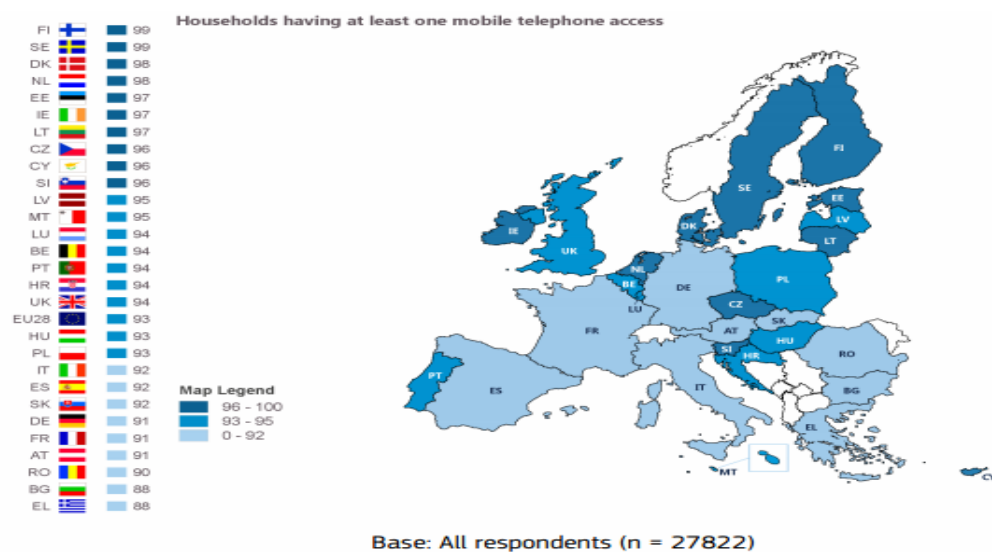 Households having at least one mobile telephone access
FI 99
SE 99
DK 98
NL 98
EE 97
IE 97
LT 97
CZ 96
CY 96
SI 96
LV 95
MT 95
LU 94
BE 94
PT 94
HR 94
UK 94
EU28 93
HU 93
PL 93
IT 92
ES 92
SK 92
DE 91
FR 91
AT 91
RO 90
BG 88
EL 88
Map Legend
96 - 100
93 - 95
0 - 92
FI
SE
EE
LV
LT
DK
IE
UK
NL
BE
LU
DE
PL
CZ
SK
AT
HU
SI
HR
FR
RO
BG
IT
PT
ES
EL
MT
CY
Base: All respondents (n = 27822)